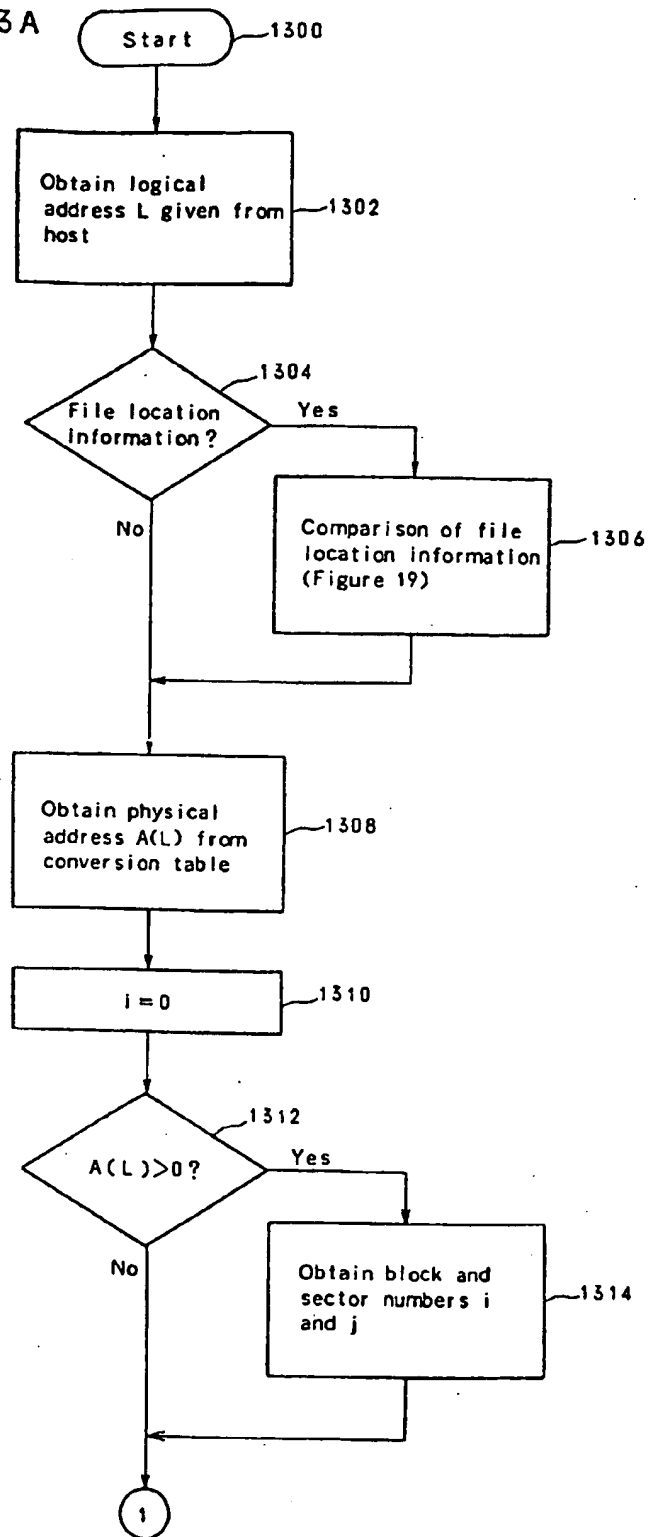 3A
Start
1300
Obtain logical
address L given from
host
1302
1304
File location
information?
Yes
No
Comparison of file
location information
(Figure 19)
1306
Obtain physical
address A(L) from
conversion table
1308
i=0
1310
1312
A(L)>0?
Yes
No
Obtain block and
sector numbers i
and j
1314
1